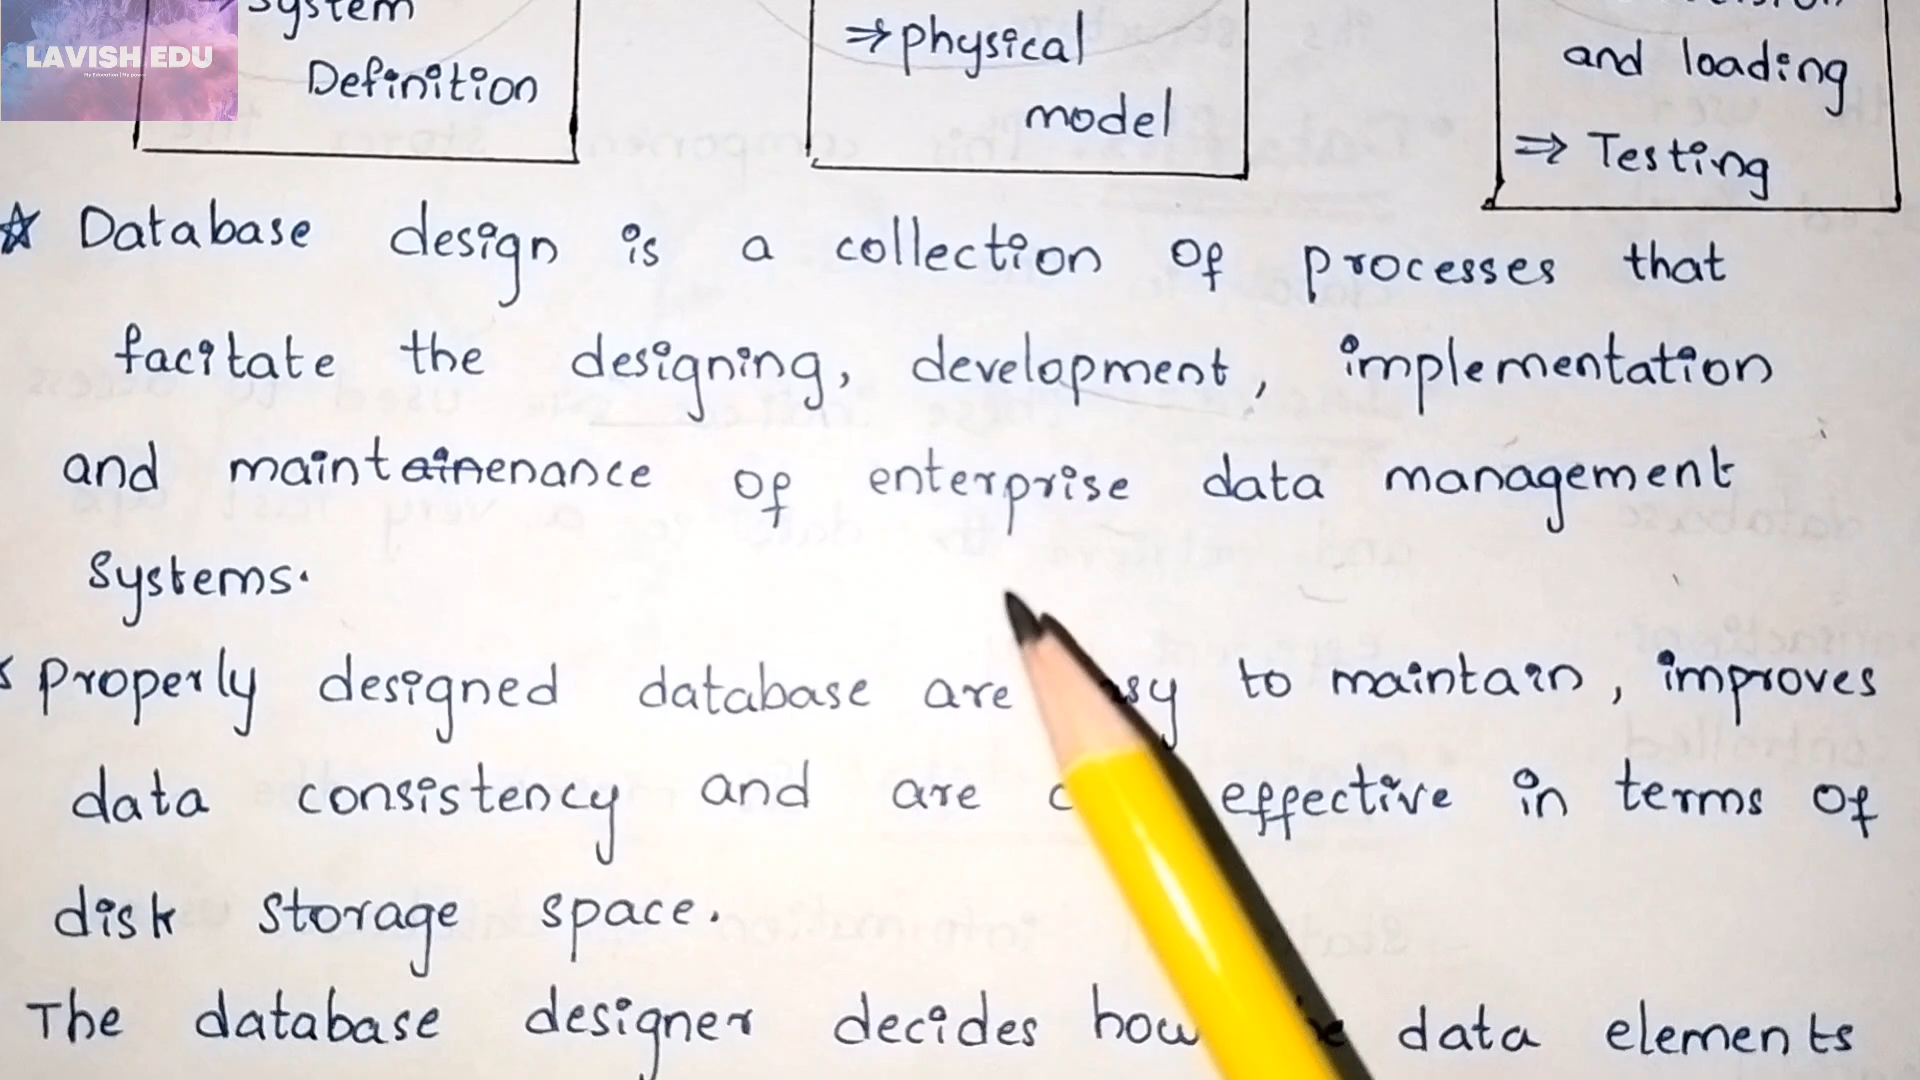 LAVISH EDU
System
Definition
⇒ physical
model
and loading
⇒ Testing
☆ Database design is a collection of processes that
facitate the designing, development, implementation
and maintenance of enterprise data management
Systems.
Properly designed database are to maintain, improves
data consistency and are effective in terms of
disk storage space.
The database designer decides how data elements